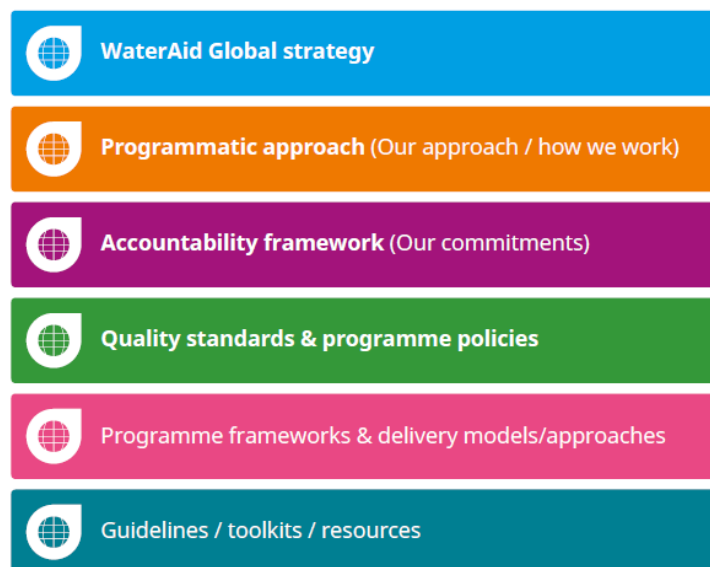 WaterAid Global strategy
Programmatic approach (Our approach / how we work)
Accountability framework (Our commitments)
Quality standards & programme policies
Programme frameworks & delivery models/approaches
Guidelines / toolkits / resources